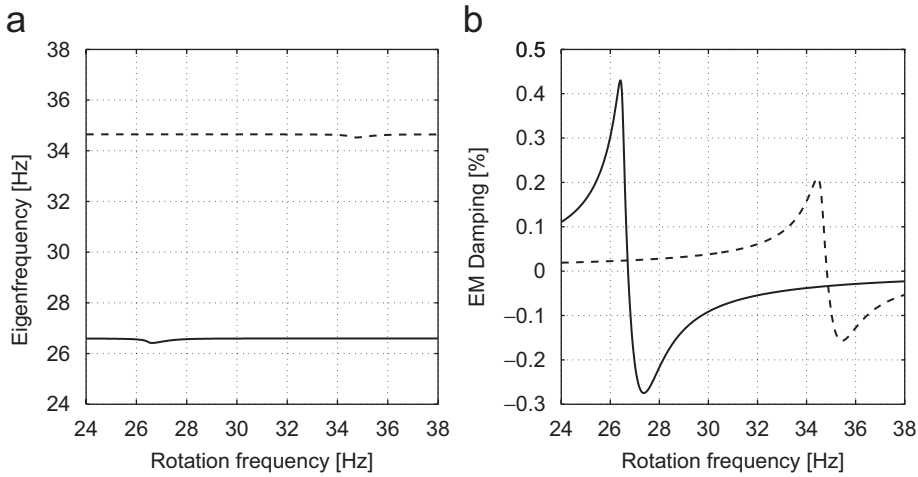 a
38
36
34
32
30
28
26
24
Eigenfrequency [Hz]
24 26 28 30 32 34 36 38
Rotation frequency [Hz]
b
0.5
0.4
0.3
0.2
0.1
0
−0.1
−0.2
−0.3
EM Damping [%]
24 26 28 30 32 34 36 38
Rotation frequency [Hz]